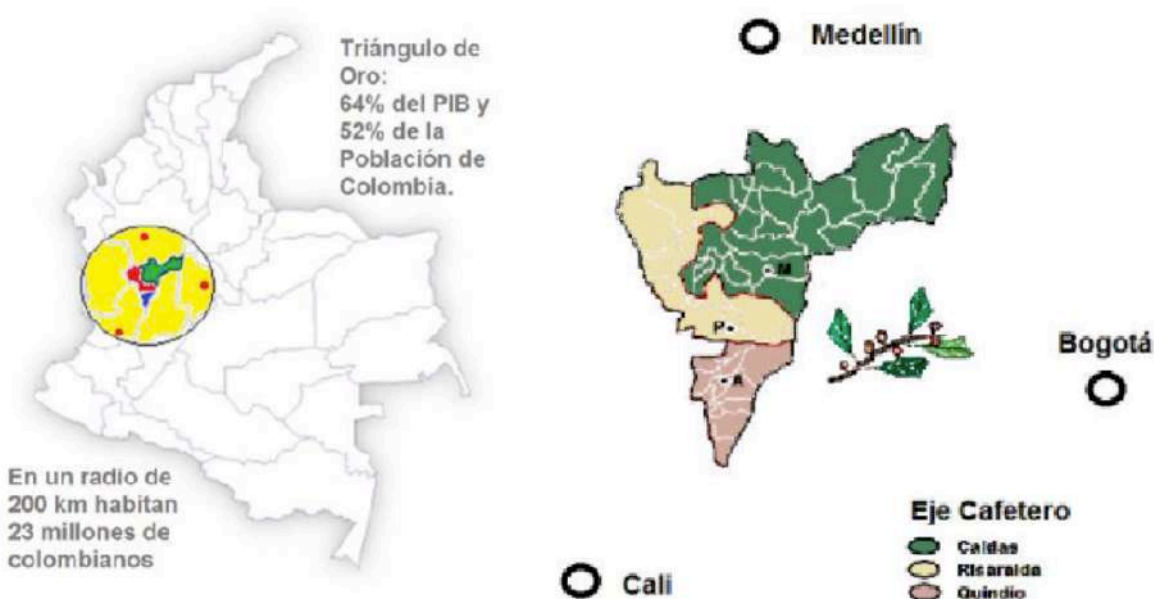 Triángulo de
Oro:
64% del PIB y
52% de la
Población de
Colombia.
En un radio de
200 km habitan
23 millones de
colombianos
Medellín
M
P
A
Bogotá
Cali
Eje Cafetero
Caldas
Risaralda
Quindio